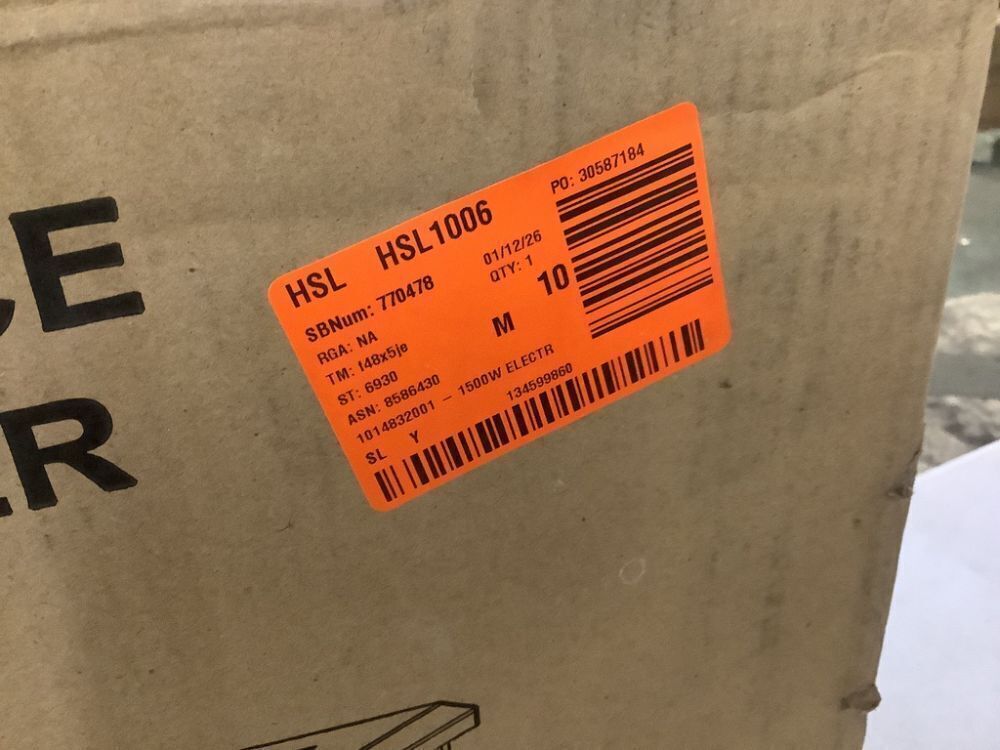 CE
ER
HSL HSL1006
PO: 30587184
SBNum: 770478 01/12/26
RGA: NA QTY: 1
TM: f48x5je M 10
ST: 6930
ASN: 8586430
1014832001 – 1500W ELECTR
SL Y 134599860